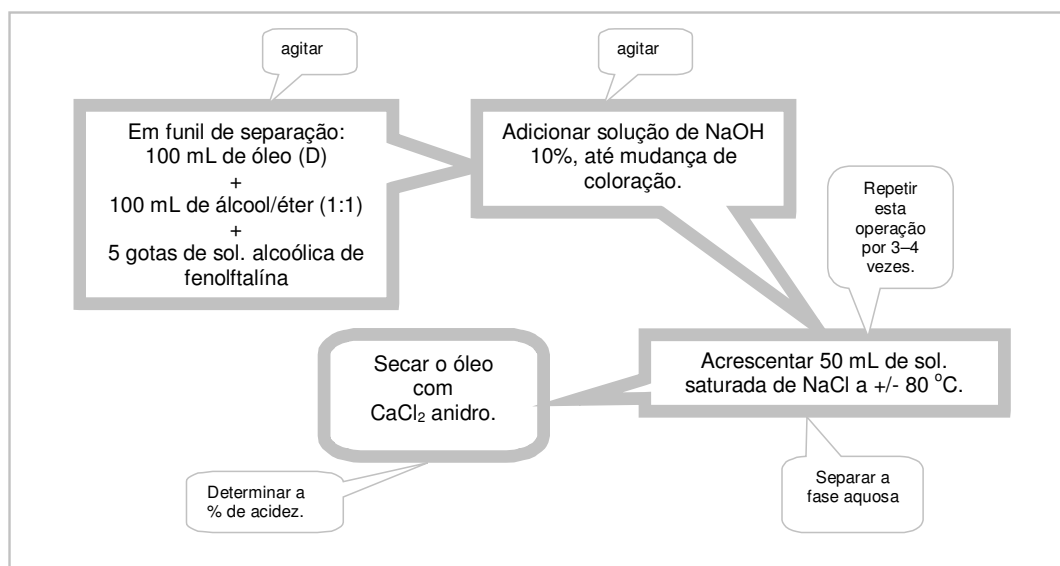 agitar
Em funil de separação:
100 mL de óleo (D)
+
100 mL de álcool/éter (1:1)
+
5 gotas de sol. alcoólica de
fenolftalína
agitar
Adicionar solução de NaOH
10%, até mudança de
coloração.
Repetir
esta
operação
por 3–4
vezes.
Acrescentar 50 mL de sol.
saturada de NaCl a +/- 80 °C.
Separar a
fase aquosa
Secar o óleo
com
CaCl₂ anidro.
Determinar a
% de acidez.